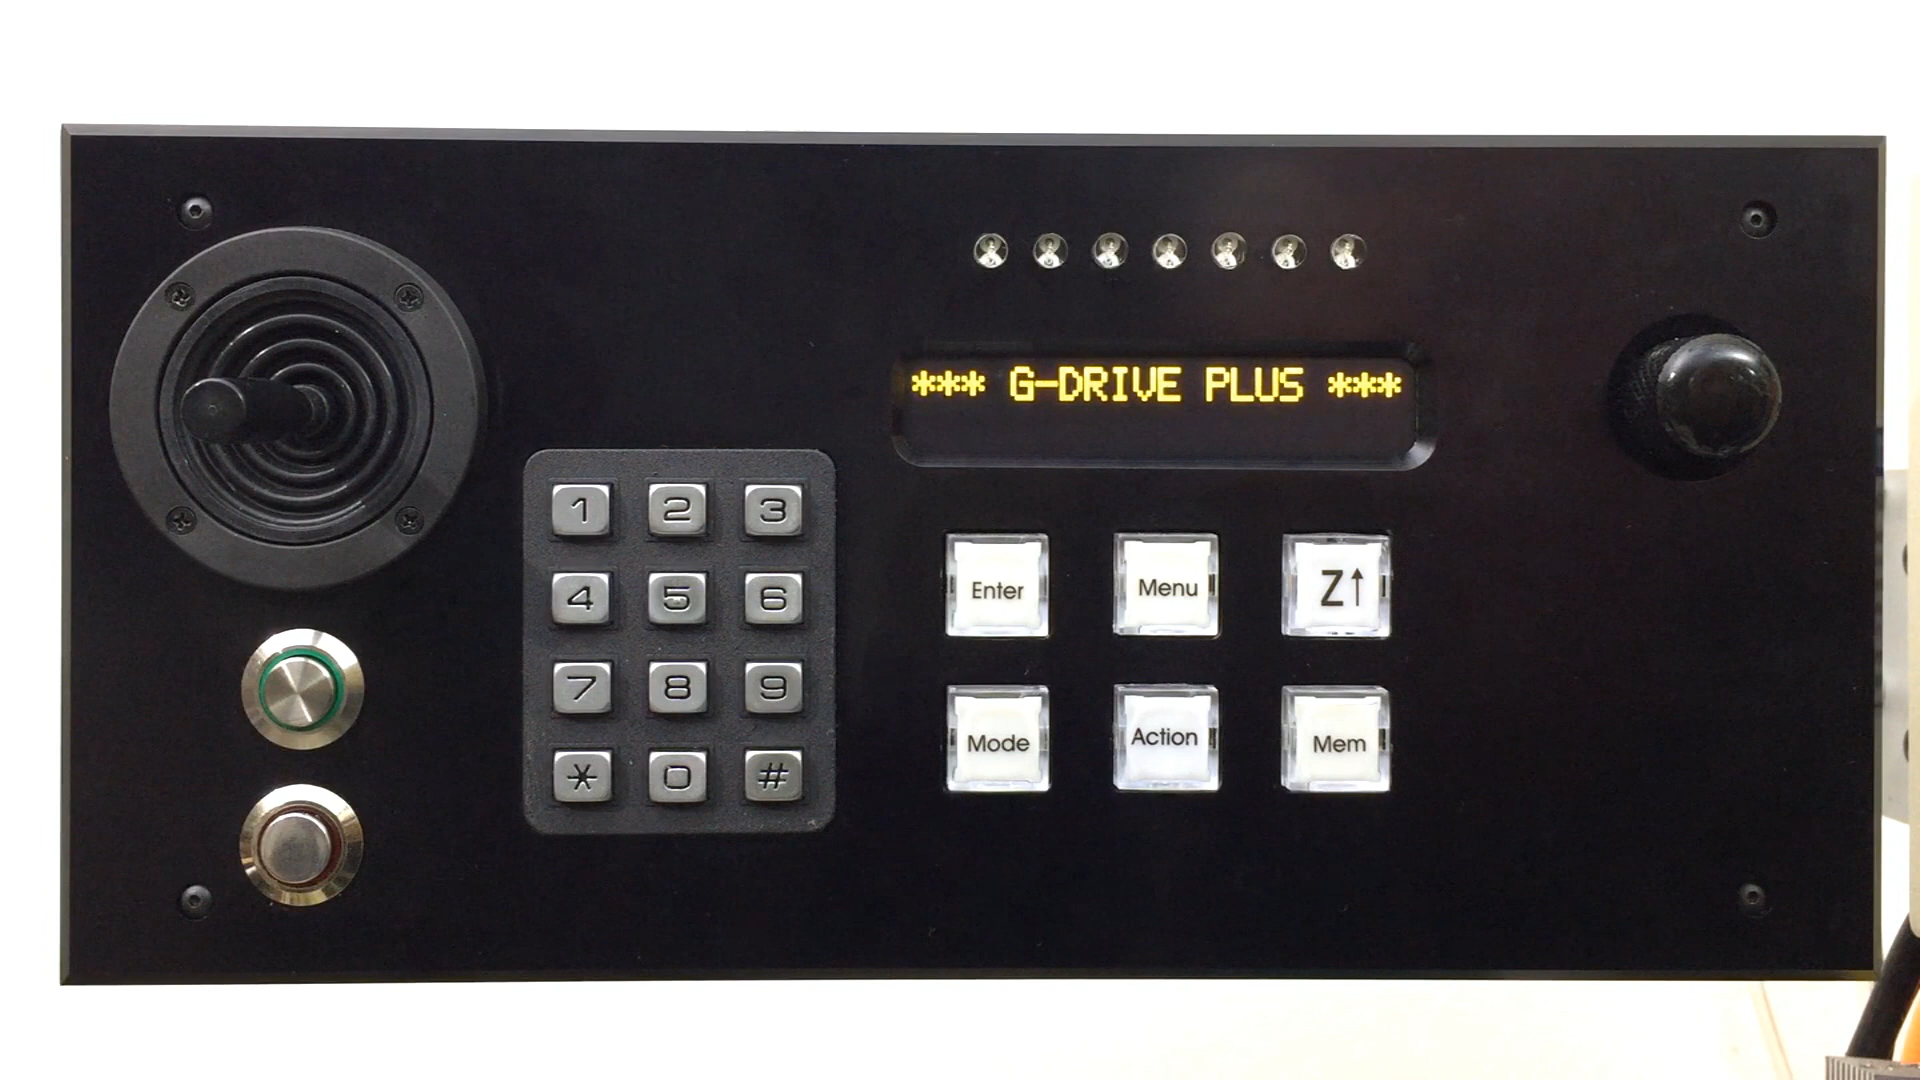 *** G-DRIVE PLUS ***
1 2 3
4 5 6
7 8 9
* 0 #
Enter Menu Z↑
Mode Action Mem